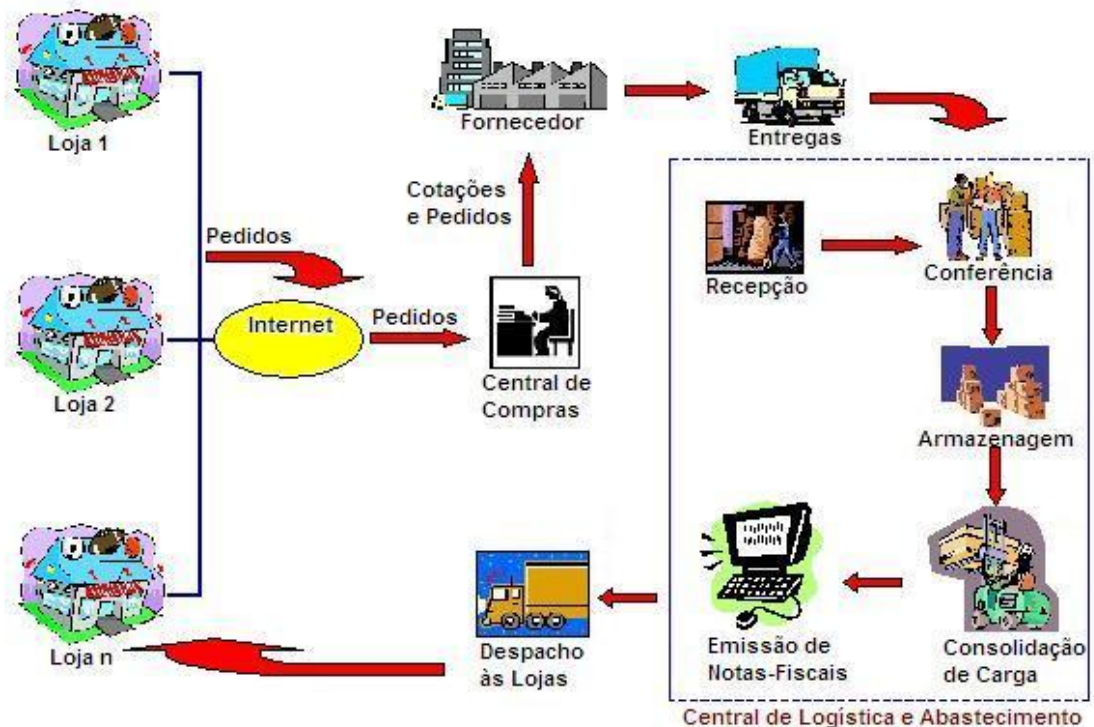 Loja 1
Loja 2
Loja n
Pedidos
Internet
Pedidos
Central de
Compras
Cotações
e Pedidos
Fornecedor
Entregas
Recepção
Conferência
Armazenagem
Consolidação
de Carga
Emissão de
Notas-Fiscais
Despacho
às Lojas
Central de Logística e Abastecimento